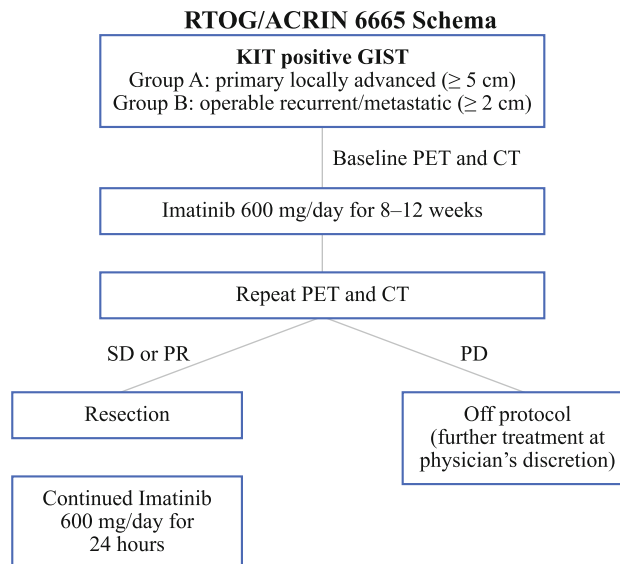 RTOG/ACRIN 6665 Schema
KIT positive GIST
Group A: primary locally advanced (≥ 5 cm)
Group B: operable recurrent/metastatic (≥ 2 cm)
Baseline PET and CT
Imatinib 600 mg/day for 8–12 weeks
Repeat PET and CT
SD or PR
PD
Resection
Off protocol
(further treatment at
physician’s discretion)
Continued Imatinib
600 mg/day for
24 hours